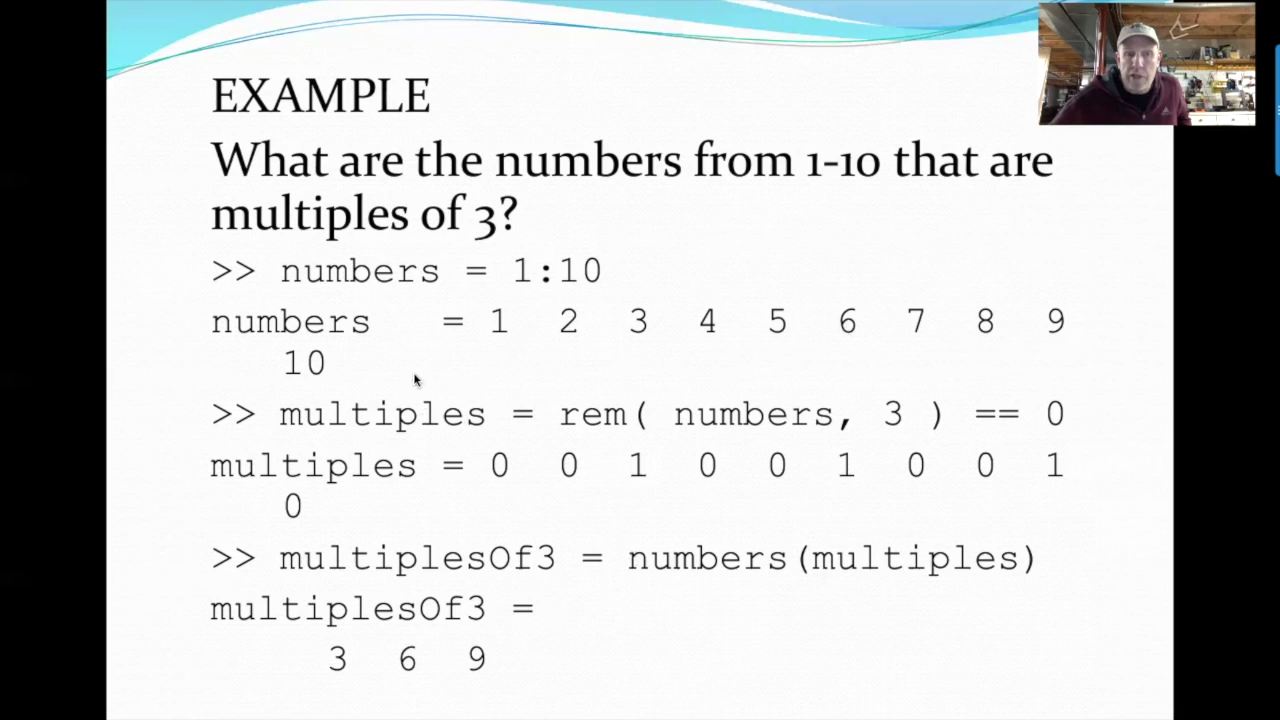 EXAMPLE
What are the numbers from 1-10 that are
multiples of 3?
>> numbers = 1:10
numbers = 1 2 3 4 5 6 7 8 9
10
>> multiples = rem( numbers, 3 ) == 0
multiples = 0 0 1 0 0 1 0 0 1
0
>> multiplesOf3 = numbers(multiples)
multiplesOf3 =
3 6 9